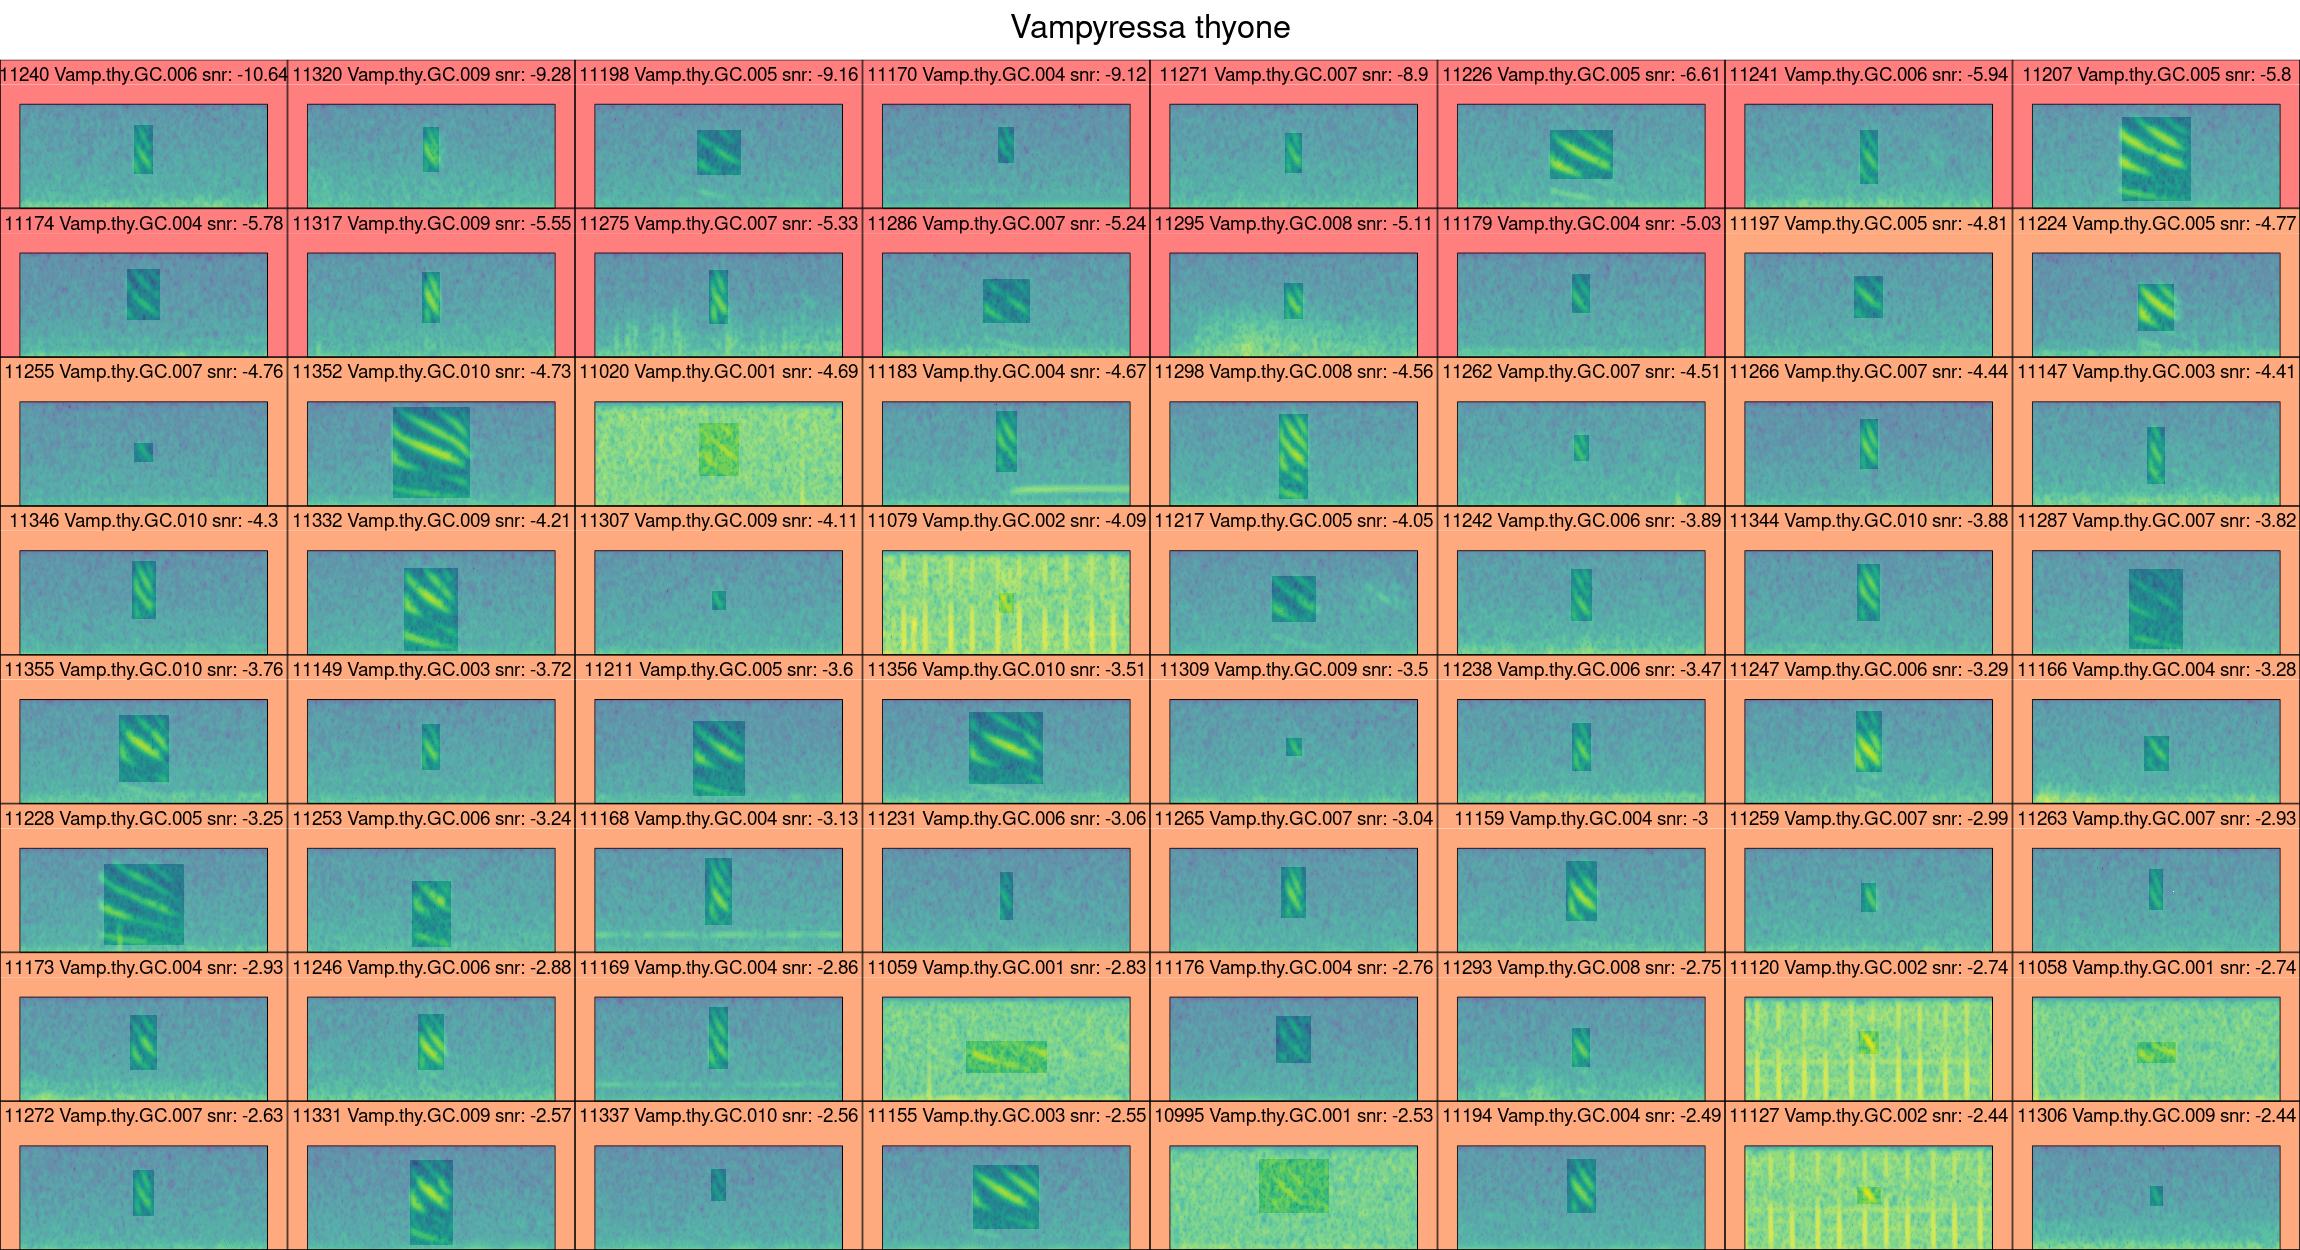 Vampyressa thyone
11240 Vamp.thy.GC.006 snr: -10.64 11320 Vamp.thy.GC.009 snr: -9.28 11198 Vamp.thy.GC.005 snr: -9.16 11170 Vamp.thy.GC.004 snr: -9.12 11271 Vamp.thy.GC.007 snr: -8.9 11226 Vamp.thy.GC.005 snr: -6.61 11241 Vamp.thy.GC.006 snr: -5.94 11207 Vamp.thy.GC.005 snr: -5.8
11174 Vamp.thy.GC.004 snr: -5.78 11317 Vamp.thy.GC.009 snr: -5.55 11275 Vamp.thy.GC.007 snr: -5.33 11286 Vamp.thy.GC.007 snr: -5.24 11295 Vamp.thy.GC.008 snr: -5.11 11179 Vamp.thy.GC.004 snr: -5.03 11197 Vamp.thy.GC.005 snr: -4.81 11224 Vamp.thy.GC.005 snr: -4.77
11255 Vamp.thy.GC.007 snr: -4.76 11352 Vamp.thy.GC.010 snr: -4.73 11020 Vamp.thy.GC.001 snr: -4.69 11183 Vamp.thy.GC.004 snr: -4.67 11298 Vamp.thy.GC.008 snr: -4.56 11262 Vamp.thy.GC.007 snr: -4.51 11266 Vamp.thy.GC.007 snr: -4.44 11147 Vamp.thy.GC.003 snr: -4.41
11346 Vamp.thy.GC.010 snr: -4.3 11332 Vamp.thy.GC.009 snr: -4.21 11307 Vamp.thy.GC.009 snr: -4.11 11079 Vamp.thy.GC.002 snr: -4.09 11217 Vamp.thy.GC.005 snr: -4.05 11242 Vamp.thy.GC.006 snr: -3.89 11344 Vamp.thy.GC.010 snr: -3.88 11287 Vamp.thy.GC.007 snr: -3.82
11355 Vamp.thy.GC.010 snr: -3.76 11149 Vamp.thy.GC.003 snr: -3.72 11211 Vamp.thy.GC.005 snr: -3.6 11356 Vamp.thy.GC.010 snr: -3.51 11309 Vamp.thy.GC.009 snr: -3.5 11238 Vamp.thy.GC.006 snr: -3.47 11247 Vamp.thy.GC.006 snr: -3.29 11166 Vamp.thy.GC.004 snr: -3.28
11228 Vamp.thy.GC.005 snr: -3.25 11253 Vamp.thy.GC.006 snr: -3.24 11168 Vamp.thy.GC.004 snr: -3.13 11231 Vamp.thy.GC.006 snr: -3.06 11265 Vamp.thy.GC.007 snr: -3.04 11159 Vamp.thy.GC.004 snr: -3 11259 Vamp.thy.GC.007 snr: -2.99 11263 Vamp.thy.GC.007 snr: -2.93
11173 Vamp.thy.GC.004 snr: -2.93 11246 Vamp.thy.GC.006 snr: -2.88 11169 Vamp.thy.GC.004 snr: -2.86 11059 Vamp.thy.GC.001 snr: -2.83 11176 Vamp.thy.GC.004 snr: -2.76 11293 Vamp.thy.GC.008 snr: -2.75 11120 Vamp.thy.GC.002 snr: -2.74 11058 Vamp.thy.GC.001 snr: -2.74
11272 Vamp.thy.GC.007 snr: -2.63 11331 Vamp.thy.GC.009 snr: -2.57 11337 Vamp.thy.GC.010 snr: -2.56 11155 Vamp.thy.GC.003 snr: -2.55 10995 Vamp.thy.GC.001 snr: -2.53 11194 Vamp.thy.GC.004 snr: -2.49 11127 Vamp.thy.GC.002 snr: -2.44 11306 Vamp.thy.GC.009 snr: -2.44